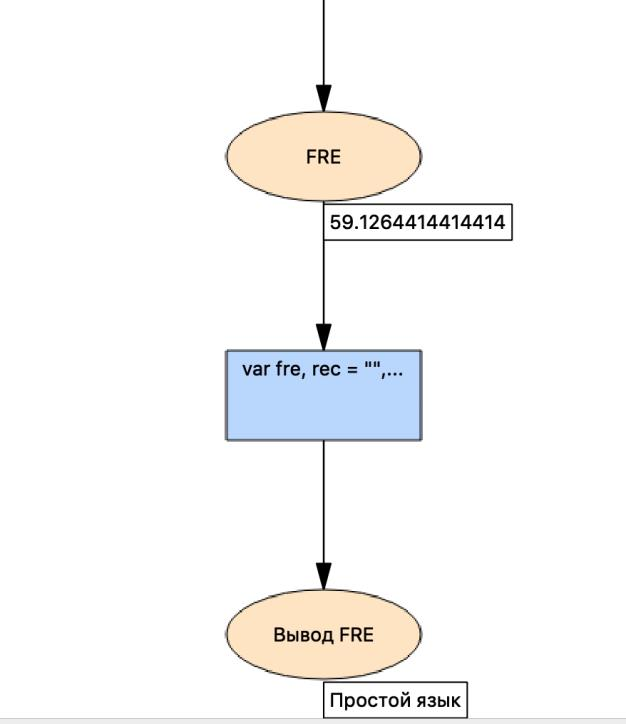 FRE
59.1264414414414
var fre, rec = "",...
Вывод FRE
Простой язык